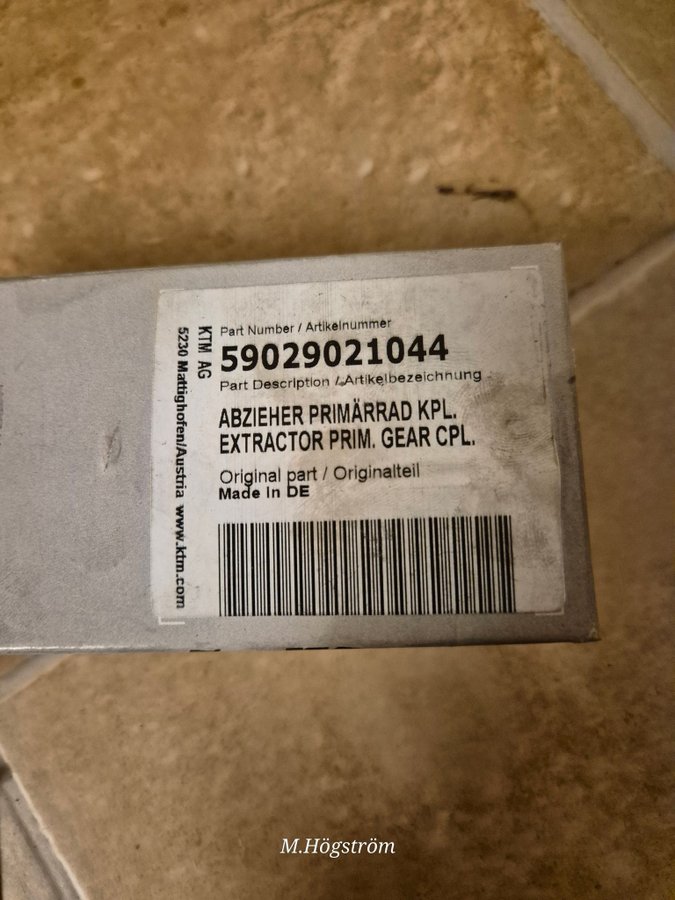 KTM AG
5230 Mattighofen/Austria www.ktm.com
Part Number / Artikelnummer
59029021044
Part Description / Artikelbezeichnung
ABZIEHER PRIMÄRRAD KPL.
EXTRACTOR PRIM. GEAR CPL.
Original part / Originalteil
Made in DE
M.Högström